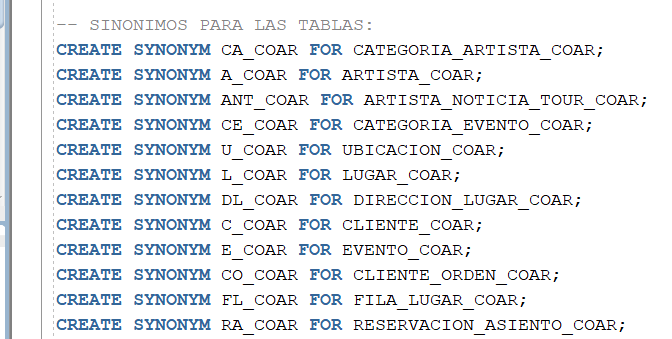 -- SINONIMOS PARA LAS TABLAS:
CREATE SYNONYM CA_COAR FOR CATEGORIA_ARTISTA_COAR;
CREATE SYNONYM A_COAR FOR ARTISTA_COAR;
CREATE SYNONYM ANT_COAR FOR ARTISTA_NOTICIA_TOUR_COAR;
CREATE SYNONYM CE_COAR FOR CATEGORIA_EVENTO_COAR;
CREATE SYNONYM U_COAR FOR UBICACION_COAR;
CREATE SYNONYM L_COAR FOR LUGAR_COAR;
CREATE SYNONYM DL_COAR FOR DIRECCION_LUGAR_COAR;
CREATE SYNONYM C_COAR FOR CLIENTE_COAR;
CREATE SYNONYM E_COAR FOR EVENTO_COAR;
CREATE SYNONYM CO_COAR FOR CLIENTE_ORDEN_COAR;
CREATE SYNONYM FL_COAR FOR FILA_LUGAR_COAR;
CREATE SYNONYM RA_COAR FOR RESERVACION_ASIENTO_COAR;